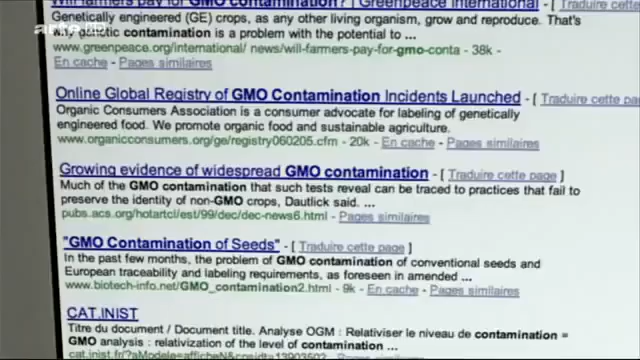 Will farmers pay for GMO contamination? | Greenpeace International - [ Traduire cette
Genetically engineered (GE) crops, as any other living organism, grow and reproduce. That's
why genetic contamination is a problem with the potential to ...
www.greenpeace.org/international/ news/will-farmers-pay-for-gmo-conta - 38k -
En cache - Pages similaires
Online Global Registry of GMO Contamination Incidents Launched - [ Traduire cette page
Organic Consumers Association is a consumer advocate for labeling of genetically
engineered food. We promote organic food and sustainable agriculture.
www.organicconsumers.org/ge/registry060205.cfm - 20k - En cache - Pages similaires
Growing evidence of widespread GMO contamination - [ Traduire cette page ]
Much of the GMO contamination that such tests reveal can be traced to practices that fail to
preserve the identity of non-GMO crops, Dautlick said. ...
pubs.acs.org/hotartcl/est/99/dec/dec-news6.html - Pages similaires
"GMO Contamination of Seeds" - [ Traduire cette page ]
In the past few months, the problem of GMO contamination of conventional seeds and
European traceability and labeling requirements, as foreseen in amended ...
www.biotech-info.net/GMO_contamination2.html - 9k - En cache - Pages similaires
CAT.INIST
Titre du document / Document title. Analyse OGM : Relativiser le niveau de contamination =
GMO analysis : relativization of the level of contamination ...
cat.inist.fr/?aModele=afficheN&cpsidt=13903502 - Pages similaires